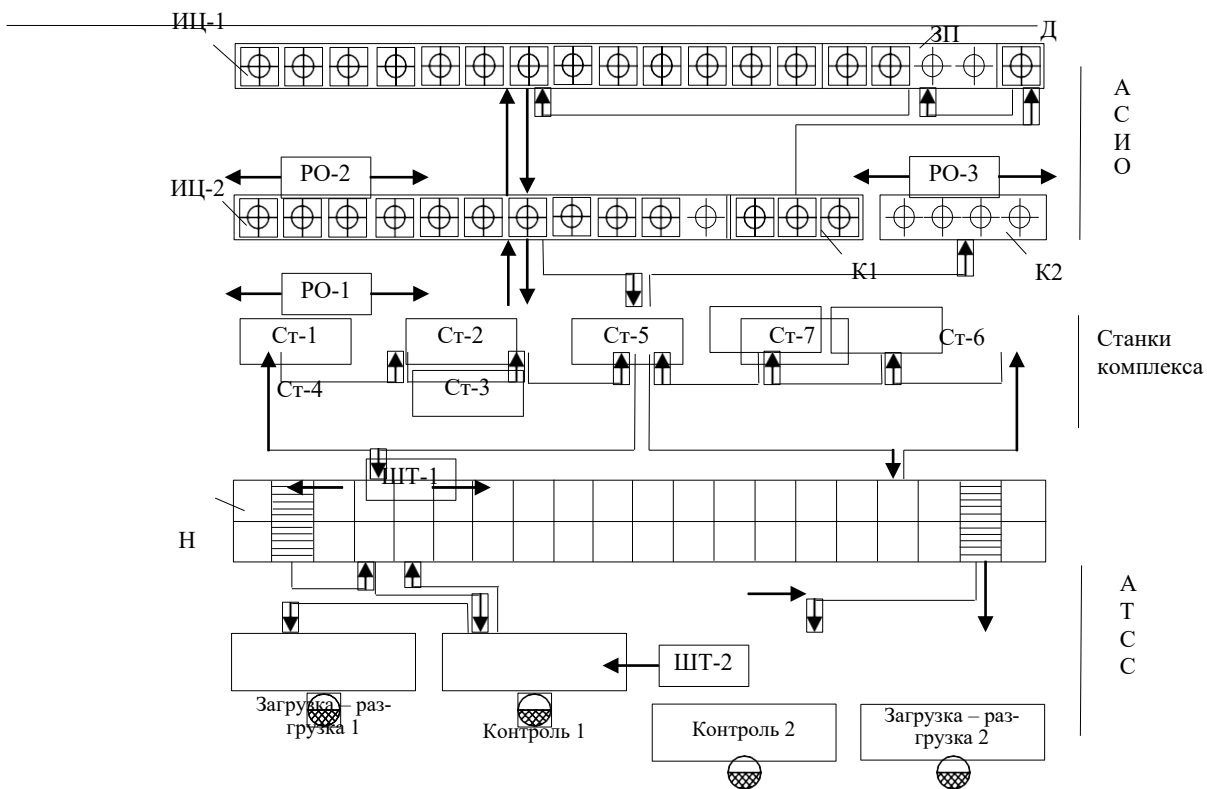 ИЦ-1
ЗП
Д
А
С
И
О
РО-2
РО-3
ИЦ-2
К1
К2
РО-1
Ст-1
Ст-2
Ст-5
Ст-7
Ст-6
Станки
комплекса
Ст-4
Ст-3
ШТ-1
Н
А
Т
С
С
ШТ-2
Загрузка – раз-
грузка 1
Контроль 1
Контроль 2
Загрузка – раз-
грузка 2